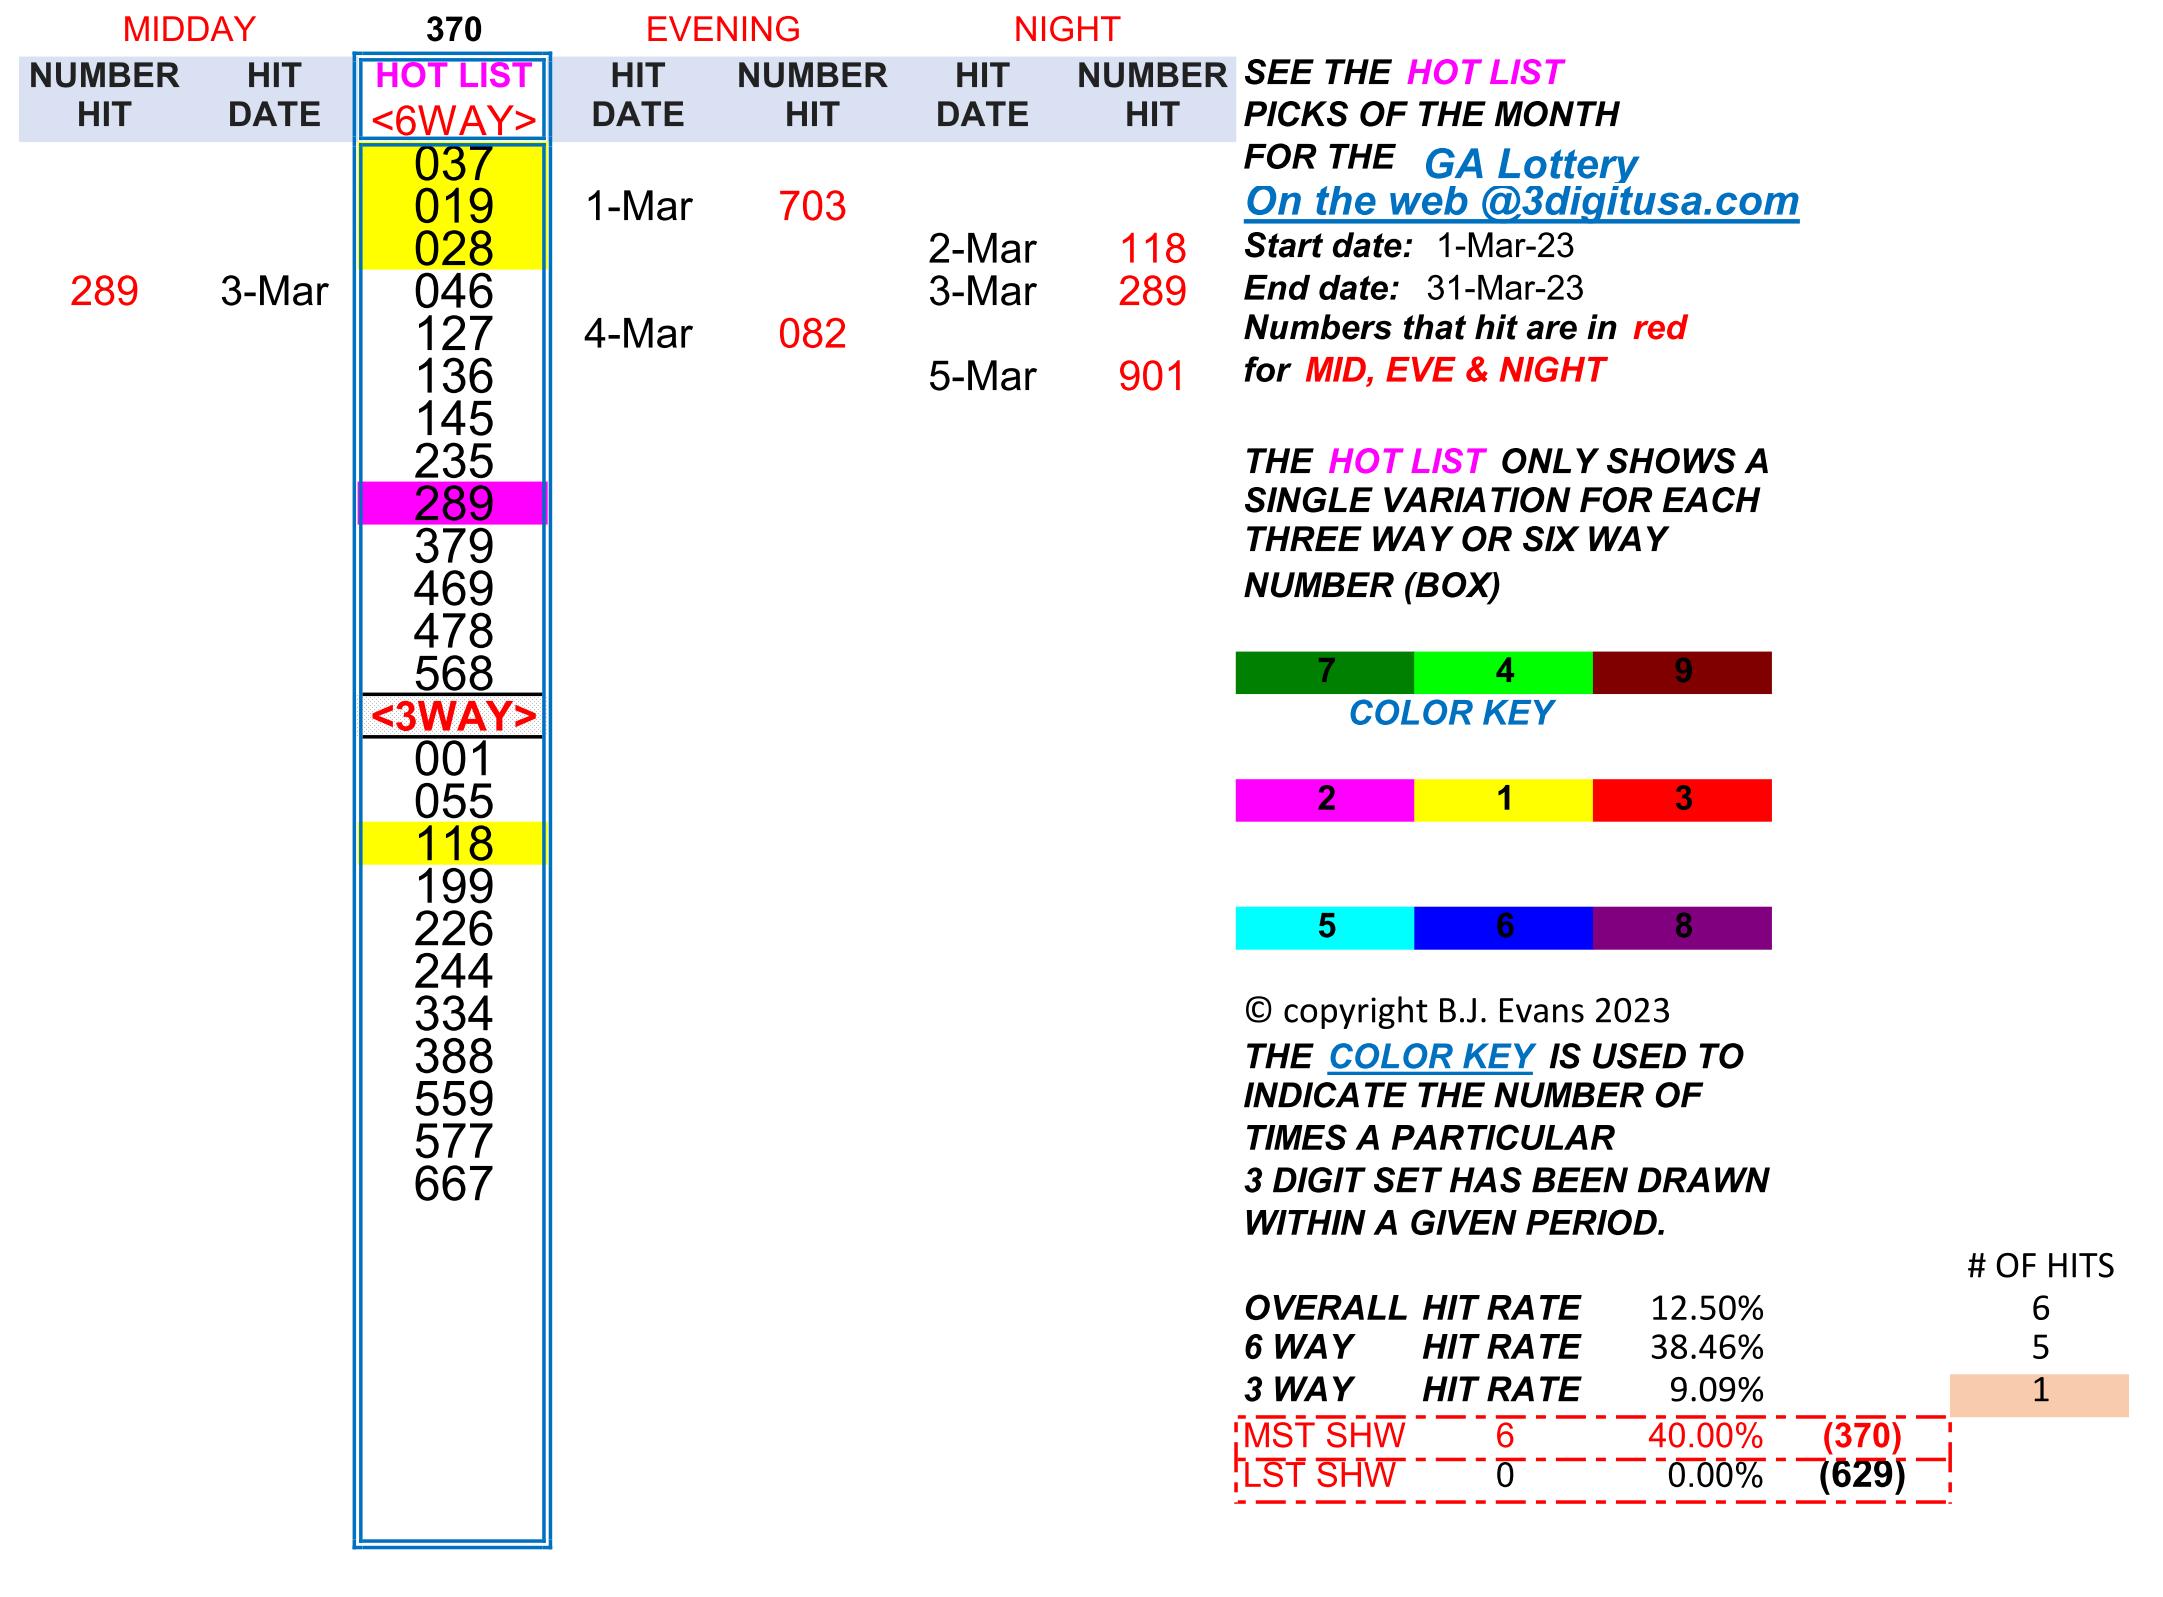 MIDDAY 370 EVENING NIGHT
NUMBER HIT HOT LIST HIT NUMBER HIT NUMBER SEE THE HOT LIST
HIT DATE <6WAY> DATE HIT DATE HIT PICKS OF THE MONTH
037 FOR THE GA Lottery
019 1-Mar 703 On the web @3digitusa.com
028 2-Mar 118 Start date: 1-Mar-23
289 3-Mar 046 3-Mar 289 End date: 31-Mar-23
127 4-Mar 082 Numbers that hit are in red
136 5-Mar 901 for MID, EVE & NIGHT
145
235 THE HOT LIST ONLY SHOWS A
289 SINGLE VARIATION FOR EACH
379 THREE WAY OR SIX WAY
469 NUMBER (BOX)
478
568 7 4 9
<3WAY> COLOR KEY
001
055 2 1 3
118
199
226 5 6 8
244
334 © copyright B.J. Evans 2023
388 THE COLOR KEY IS USED TO
559 INDICATE THE NUMBER OF
577 TIMES A PARTICULAR
667 3 DIGIT SET HAS BEEN DRAWN
WITHIN A GIVEN PERIOD.
# OF HITS
OVERALL HIT RATE 12.50% 6
6 WAY HIT RATE 38.46% 5
3 WAY HIT RATE 9.09% 1
MST SHW 6 40.00% (370)
LST SHW 0 0.00% (629)